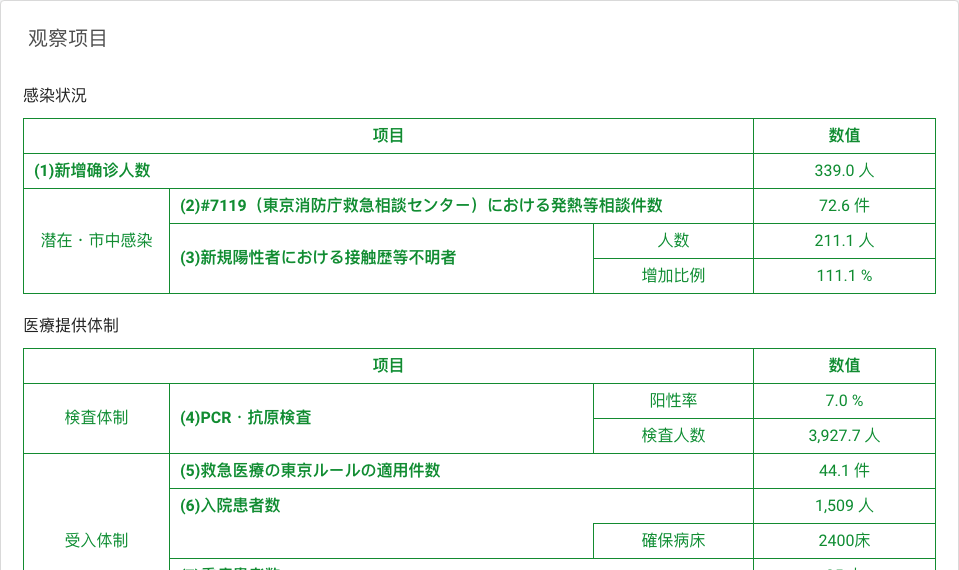 观察项目
感染状況
项目 数值
(1)新增确诊人数 339.0 人
潜在・市中感染
(2)#7119（東京消防庁救急相談センター）における発熱等相談件数 72.6 件
(3)新規陽性者における接触歴等不明者
人数 211.1 人
增加比例 111.1 %
医療提供体制
项目 数值
検査体制
(4)PCR・抗原検査
阳性率 7.0 %
検査人数 3,927.7 人
受入体制
(5)救急医療の東京ルールの適用件数 44.1 件
(6)入院患者数 1,509 人
確保病床 2400床